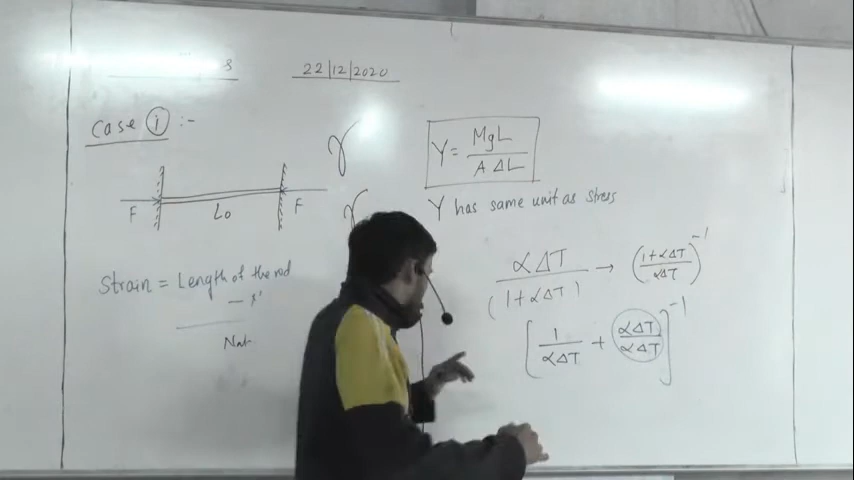 22/12/2020
Case (i) :-
F L₀ F
γ
Y = MgL / A ΔL
Y has same unit as stress
αΔT / (1+αΔT) → ((1+αΔT) / αΔT)⁻¹
[1/αΔT + αΔT/αΔT]⁻¹
Strain = Length of the rod
Nat